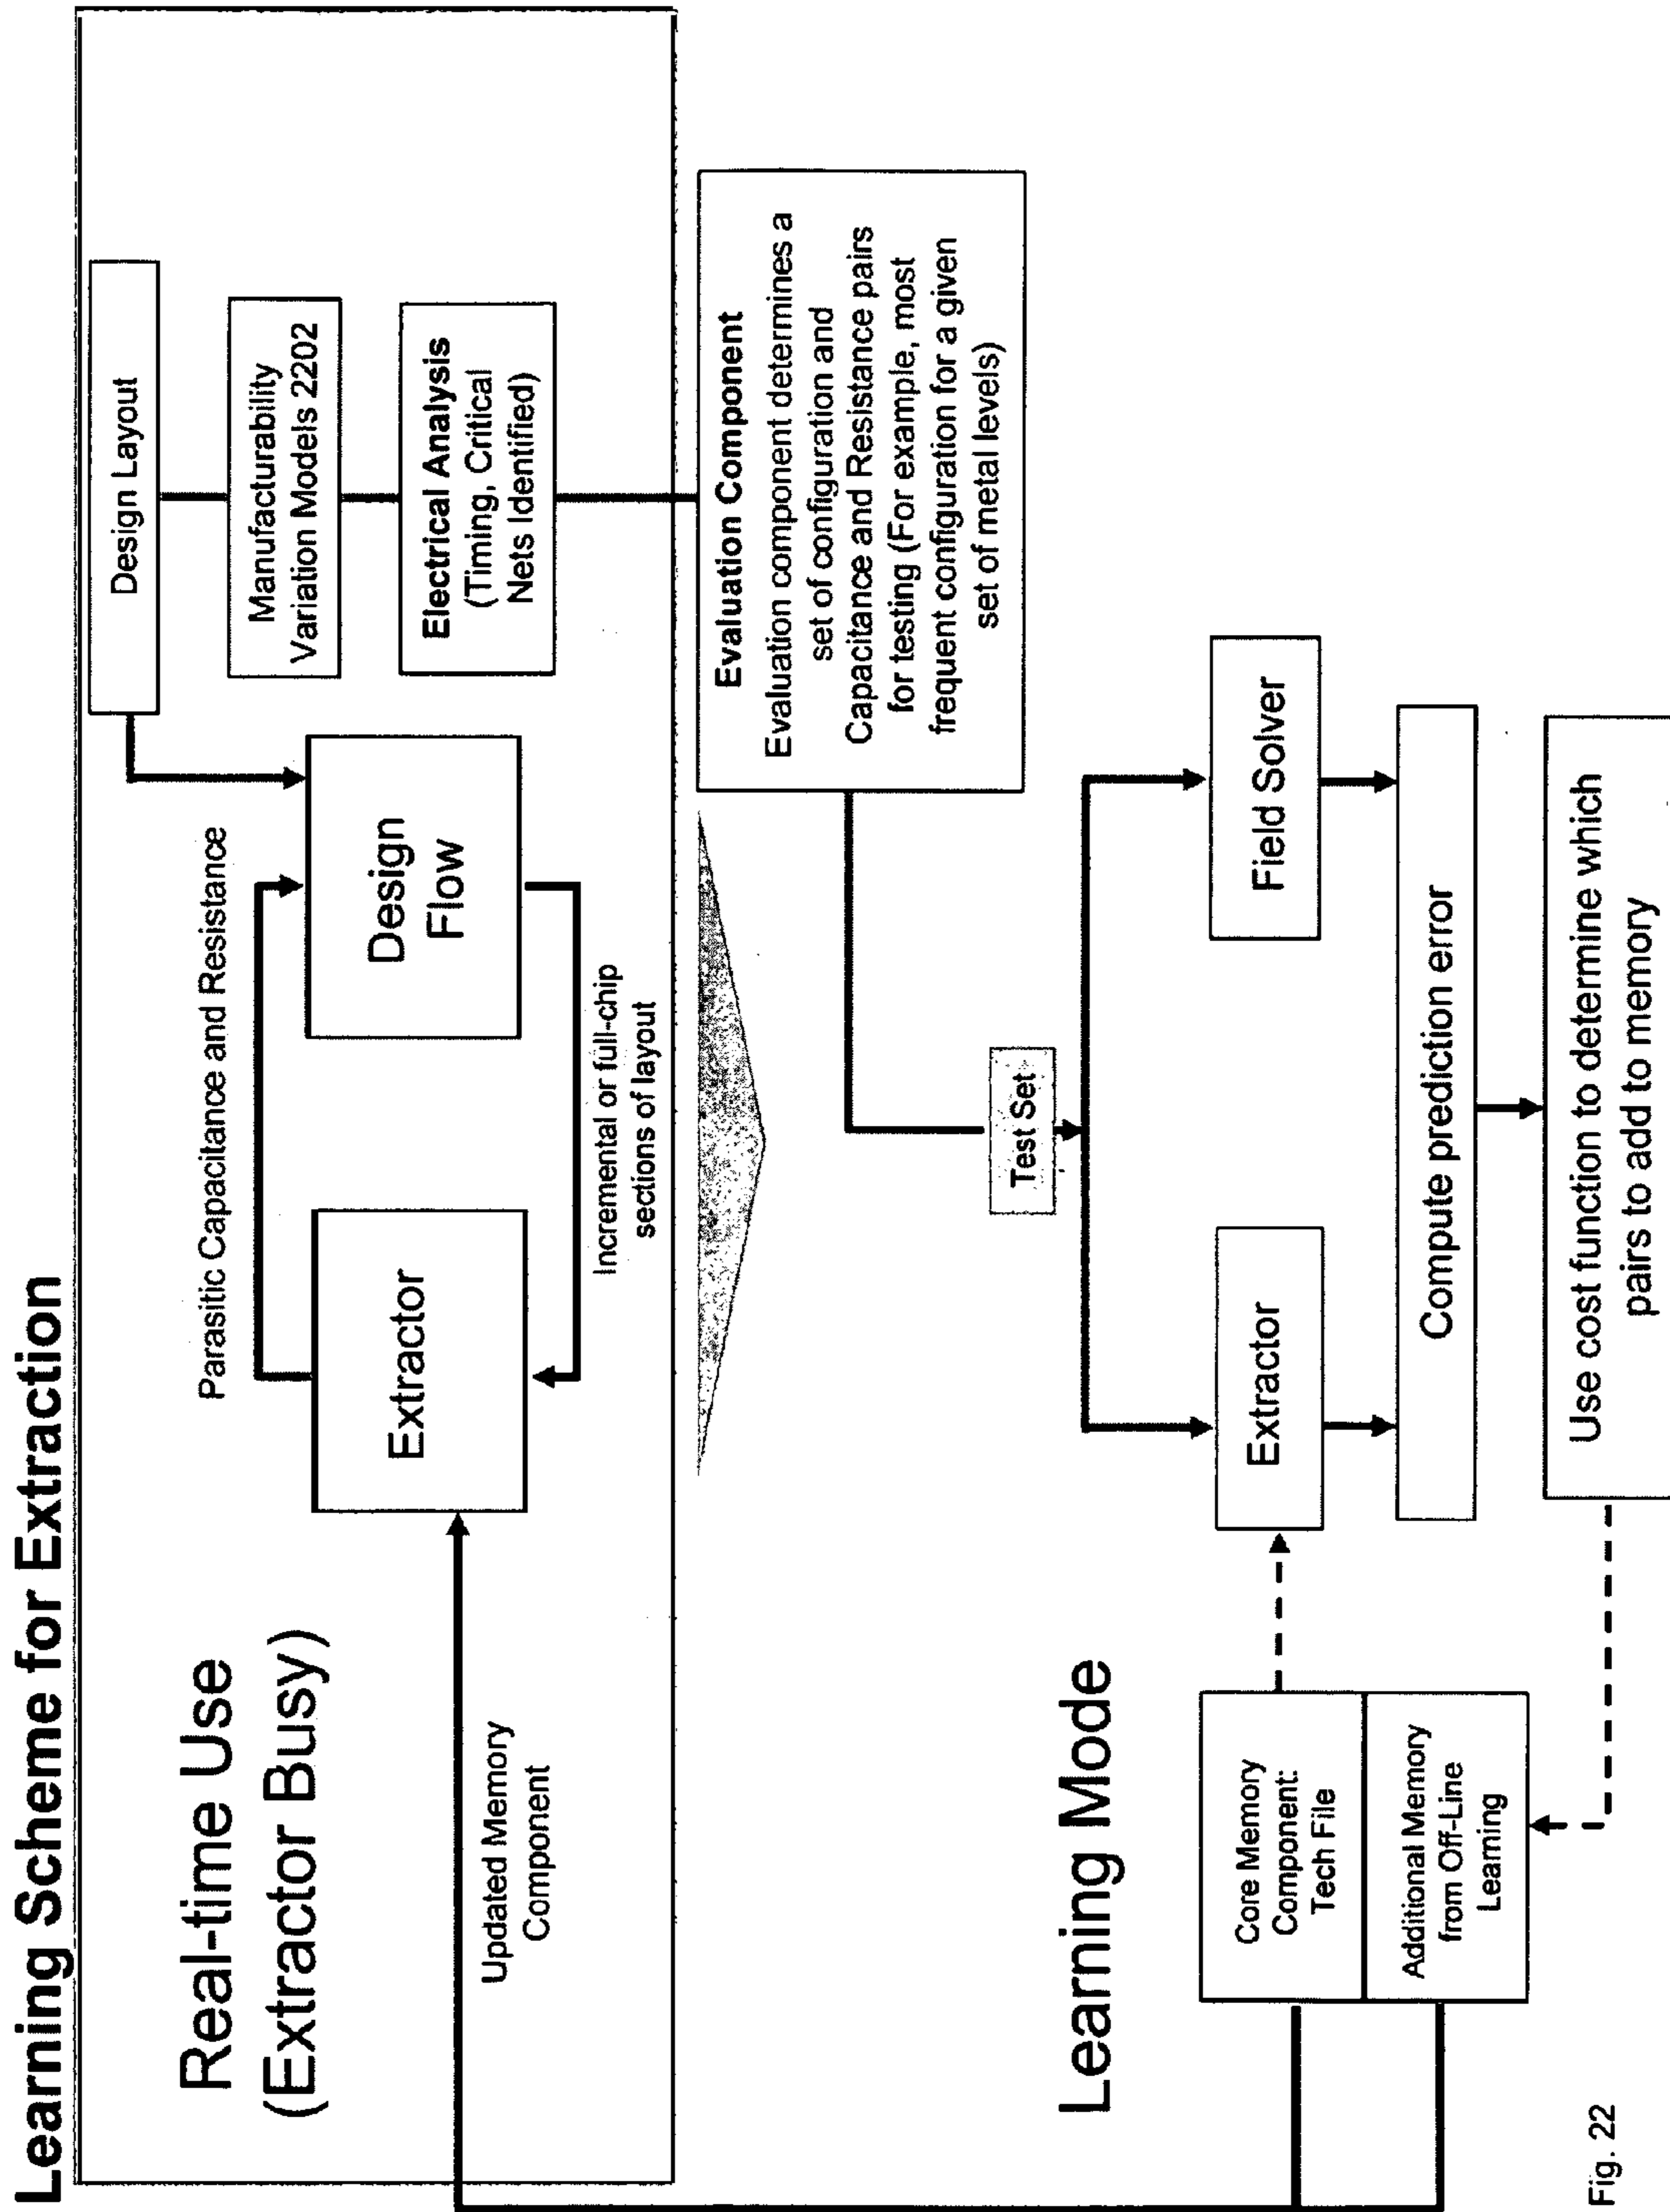 Learning Scheme for Extraction
Real-time Use
(Extractor Busy)
Parasitic Capacitance and Resistance
Design Layout
Extractor
Design
Flow
Manufacturability
Variation Models 2202
Electrical Analysis
(Timing, Critical
Nets Identified)
Updated Memory
Component
Incremental or full-chip
sections of layout
Evaluation Component
Evaluation component determines a
set of configuration and
Capacitance and Resistance pairs
for testing (For example, most
frequent configuration for a given
set of metal levels)
Learning Mode
Test Set
Core Memory
Component:
Tech File
Extractor
Field Solver
Additional Memory
from Off-Line
Learning
Compute prediction error
Use cost function to determine which
pairs to add to memory
Fig. 22